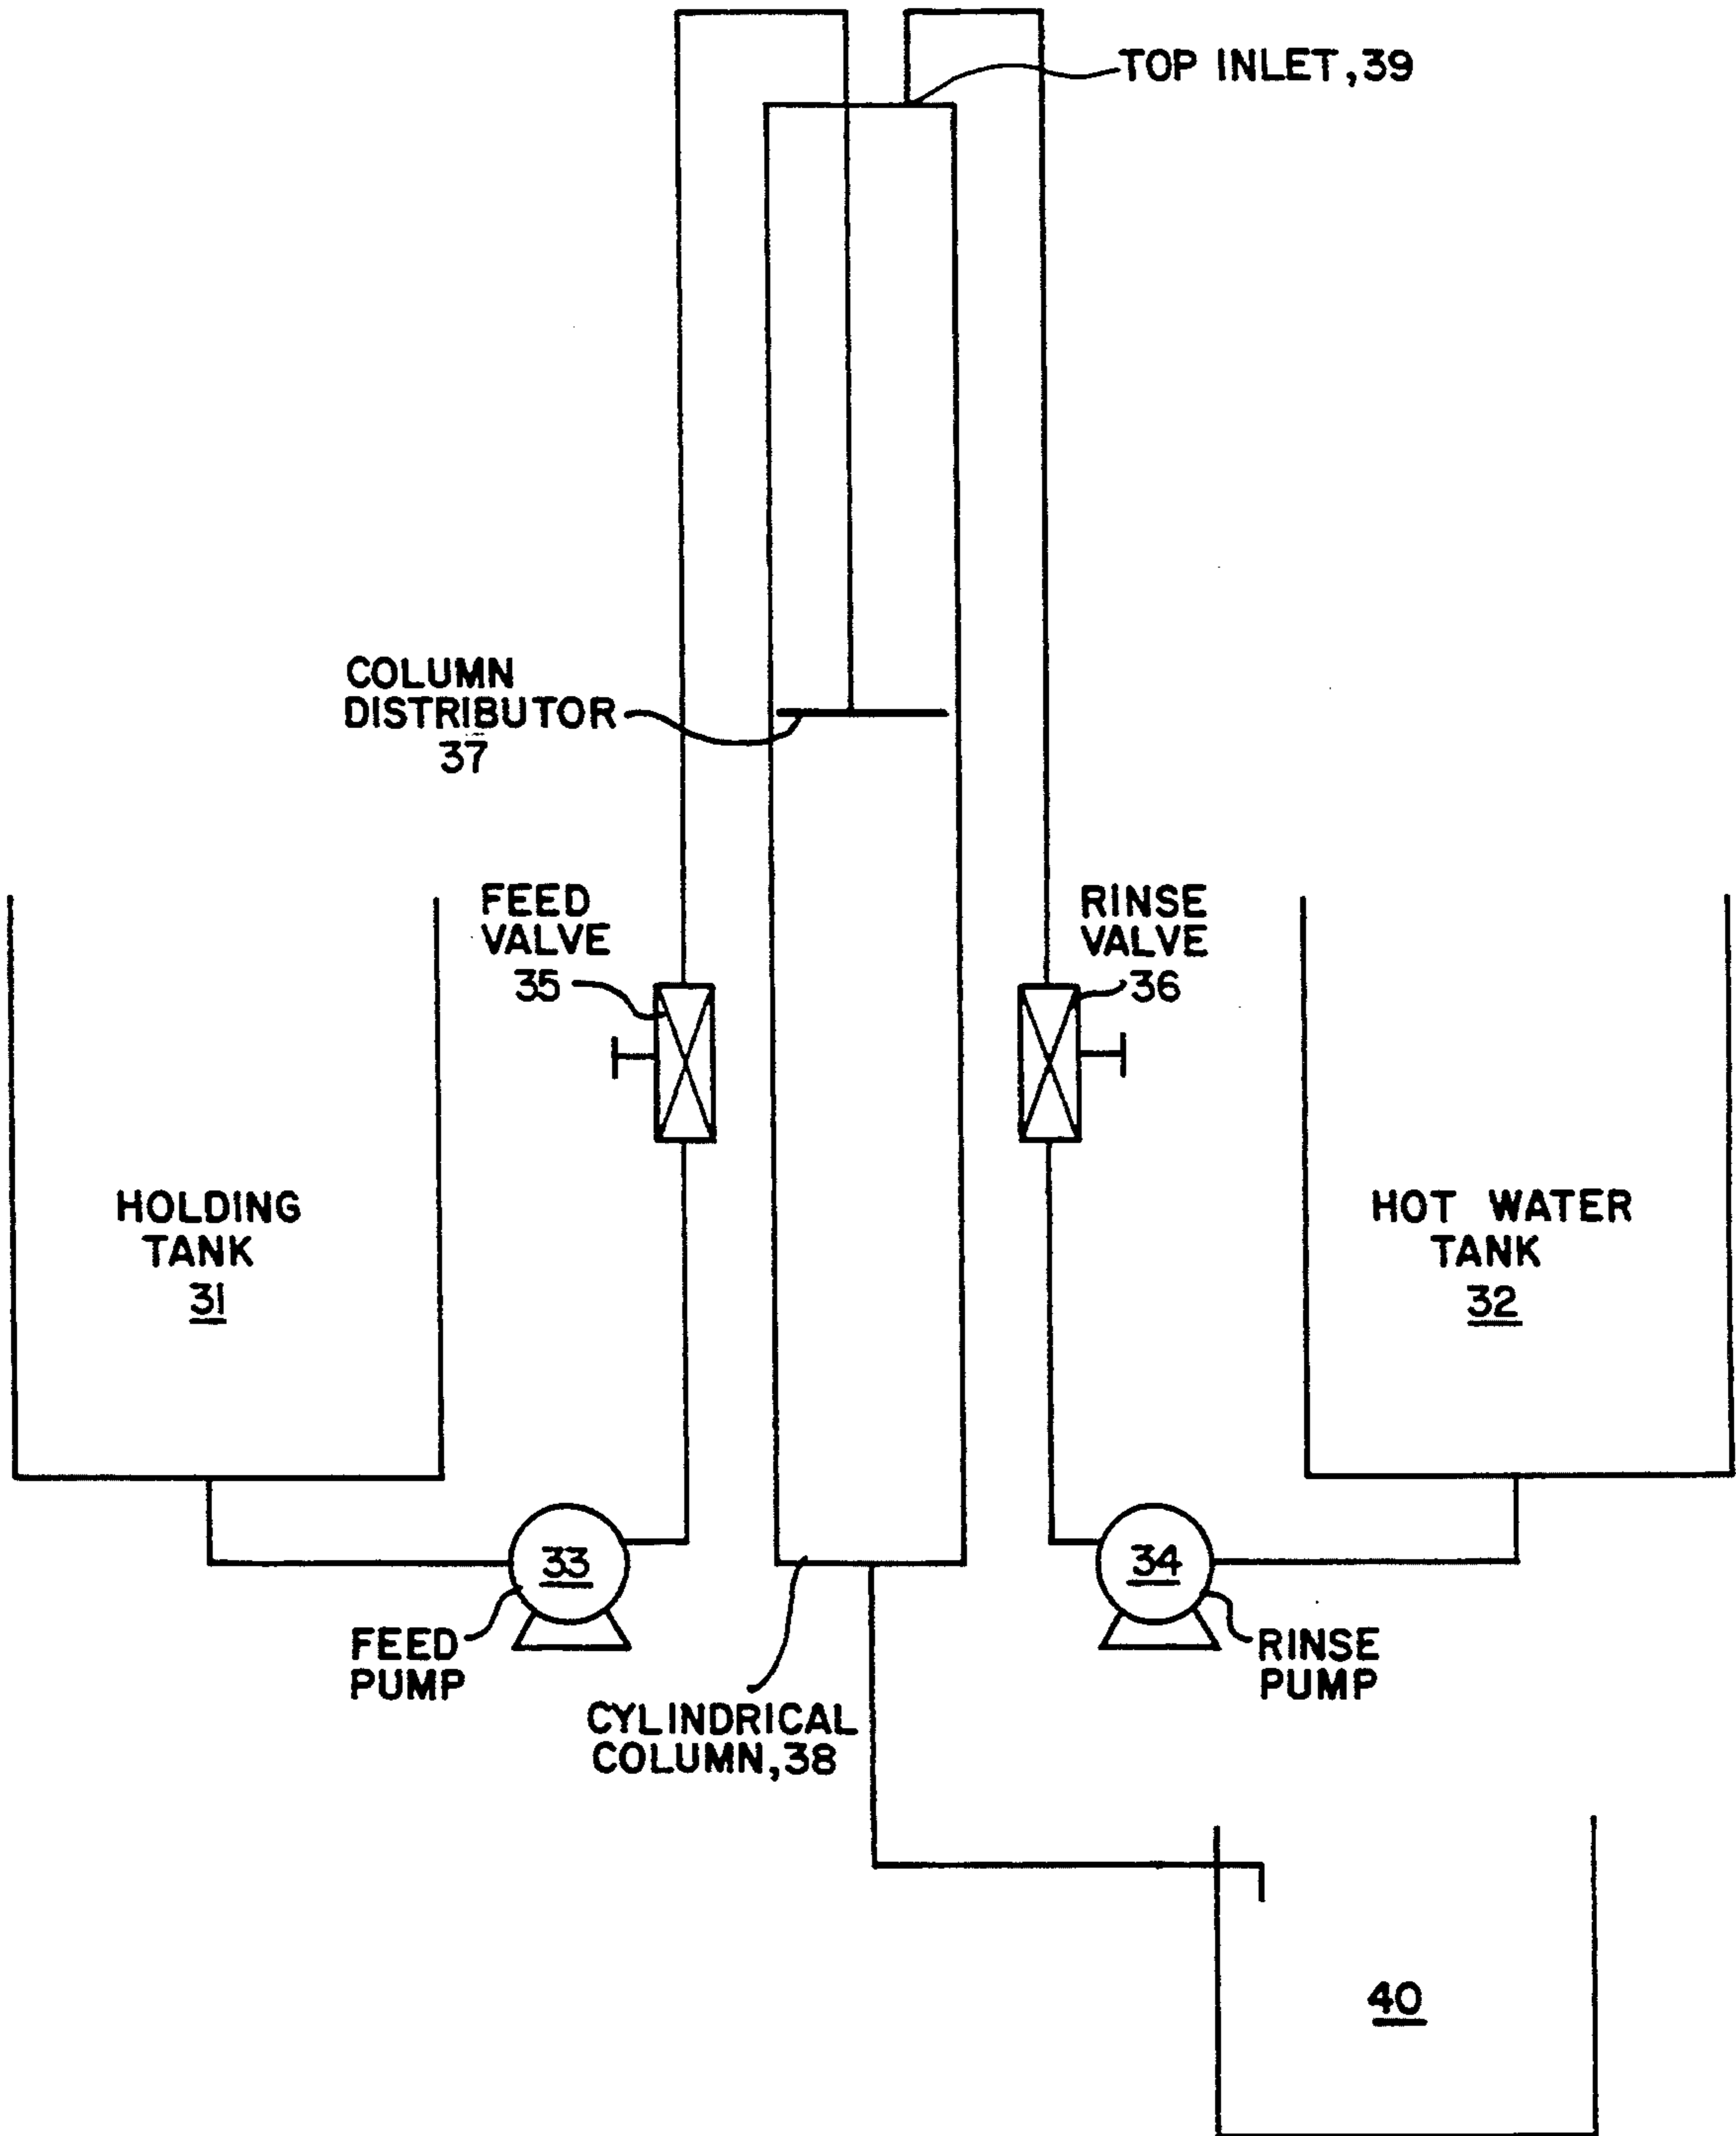 TOP INLET,39
COLUMN
DISTRIBUTOR
37
FEED
VALVE
35
RINSE
VALVE
36
HOLDING
TANK
31
HOT WATER
TANK
32
33
34
FEED
PUMP
RINSE
PUMP
CYLINDRICAL
COLUMN,38
40